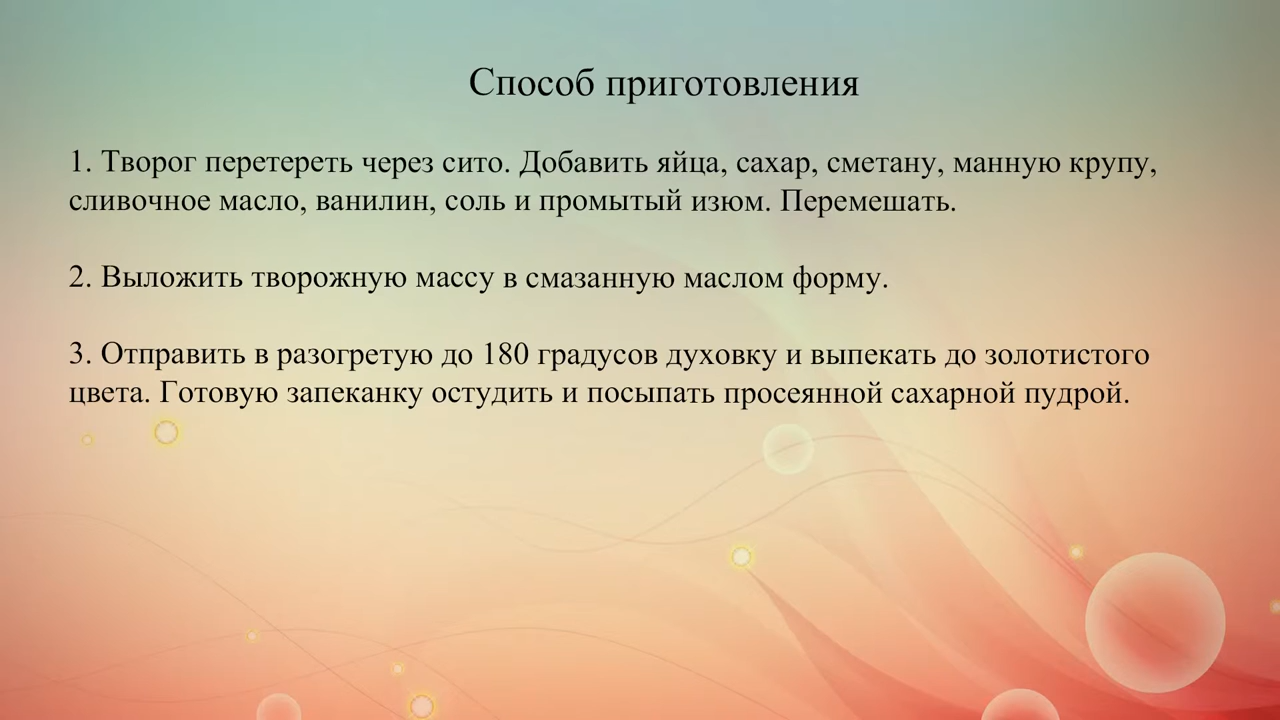 Способ приготовления
1. Творог перетереть через сито. Добавить яйца, сахар, сметану, манную крупу,
сливочное масло, ванилин, соль и промытый изюм. Перемешать.
2. Выложить творожную массу в смазанную маслом форму.
3. Отправить в разогретую до 180 градусов духовку и выпекать до золотистого
цвета. Готовую запеканку остудить и посыпать просеянной сахарной пудрой.